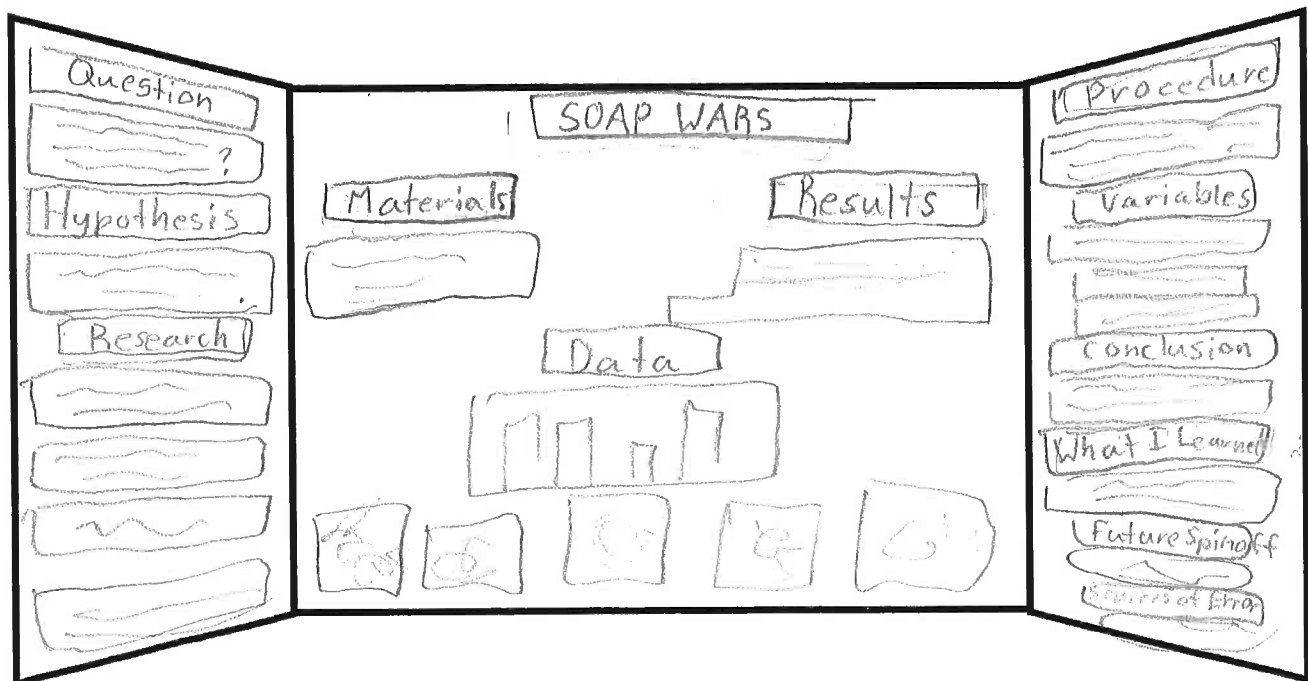 Question
?
Hypothesis
Research
SOAP WARS
Materials
Results
Data
Procedure
Variables
Conclusion
What I Learned
Future Spinoff
Sources of Error